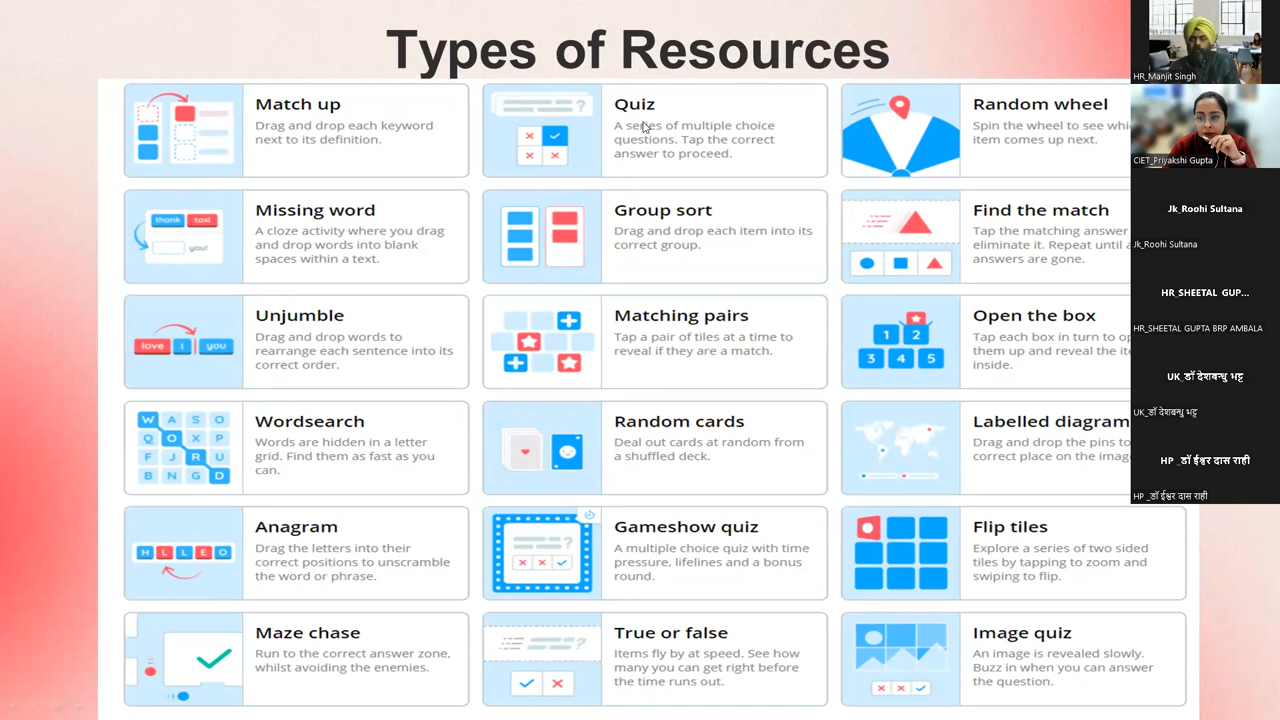 Types of Resources
Match up
Drag and drop each keyword
next to its definition.
Quiz
A series of multiple choice
questions. Tap the correct
answer to proceed.
Random wheel
Spin the wheel to see
item comes up next.
thank taxi
you!
Missing word
A cloze activity where you drag
and drop words into blank
spaces within a text.
Group sort
Drag and drop each item into its
correct group.
Find the match
Tap the matching answer
eliminate it. Repeat until
answers are gone.
love I you
Unjumble
Drag and drop words to
rearrange each sentence into its
correct order.
Matching pairs
Tap a pair of tiles at a time to
reveal if they are a match.
1 2
3 4 5
Open the box
Tap each box in turn to
them up and reveal the
inside.
W A S O
Q O X P
F J R U
B N G D
Wordsearch
Words are hidden in a letter
grid. Find them as fast as you
can.
Random cards
Deal out cards at random from
a shuffled deck.
Labelled diagram
Drag and drop the pins to
correct place on the
H L L E O
Anagram
Drag the letters into their
correct positions to unscramble
the word or phrase.
?
Gameshow quiz
A multiple choice quiz with time
pressure, lifelines and a bonus
round.
Flip tiles
Explore a series of two sided
tiles by tapping to zoom and
swiping to flip.
Maze chase
Run to the correct answer zone,
whilst avoiding the enemies.
?
True or false
Items fly by at speed. See how
many you can get right before
the time runs out.
Image quiz
An image is revealed slowly.
Buzz in when you can answer
the question.
HR_Manjit Singh
CIET_Priyakshi Gupta
Jk_Roohi Sultana
Jk_Roohi Sultana
HR_SHEETAL GUP...
HR_SHEETAL GUPTA BRP AMBALA
UK_डॉ देशबन्धु भट्ट
UK_डॉ देशबन्धु भट्ट
HP _डॉ ईश्वर दास राही
HP _डॉ ईश्वर दास राही